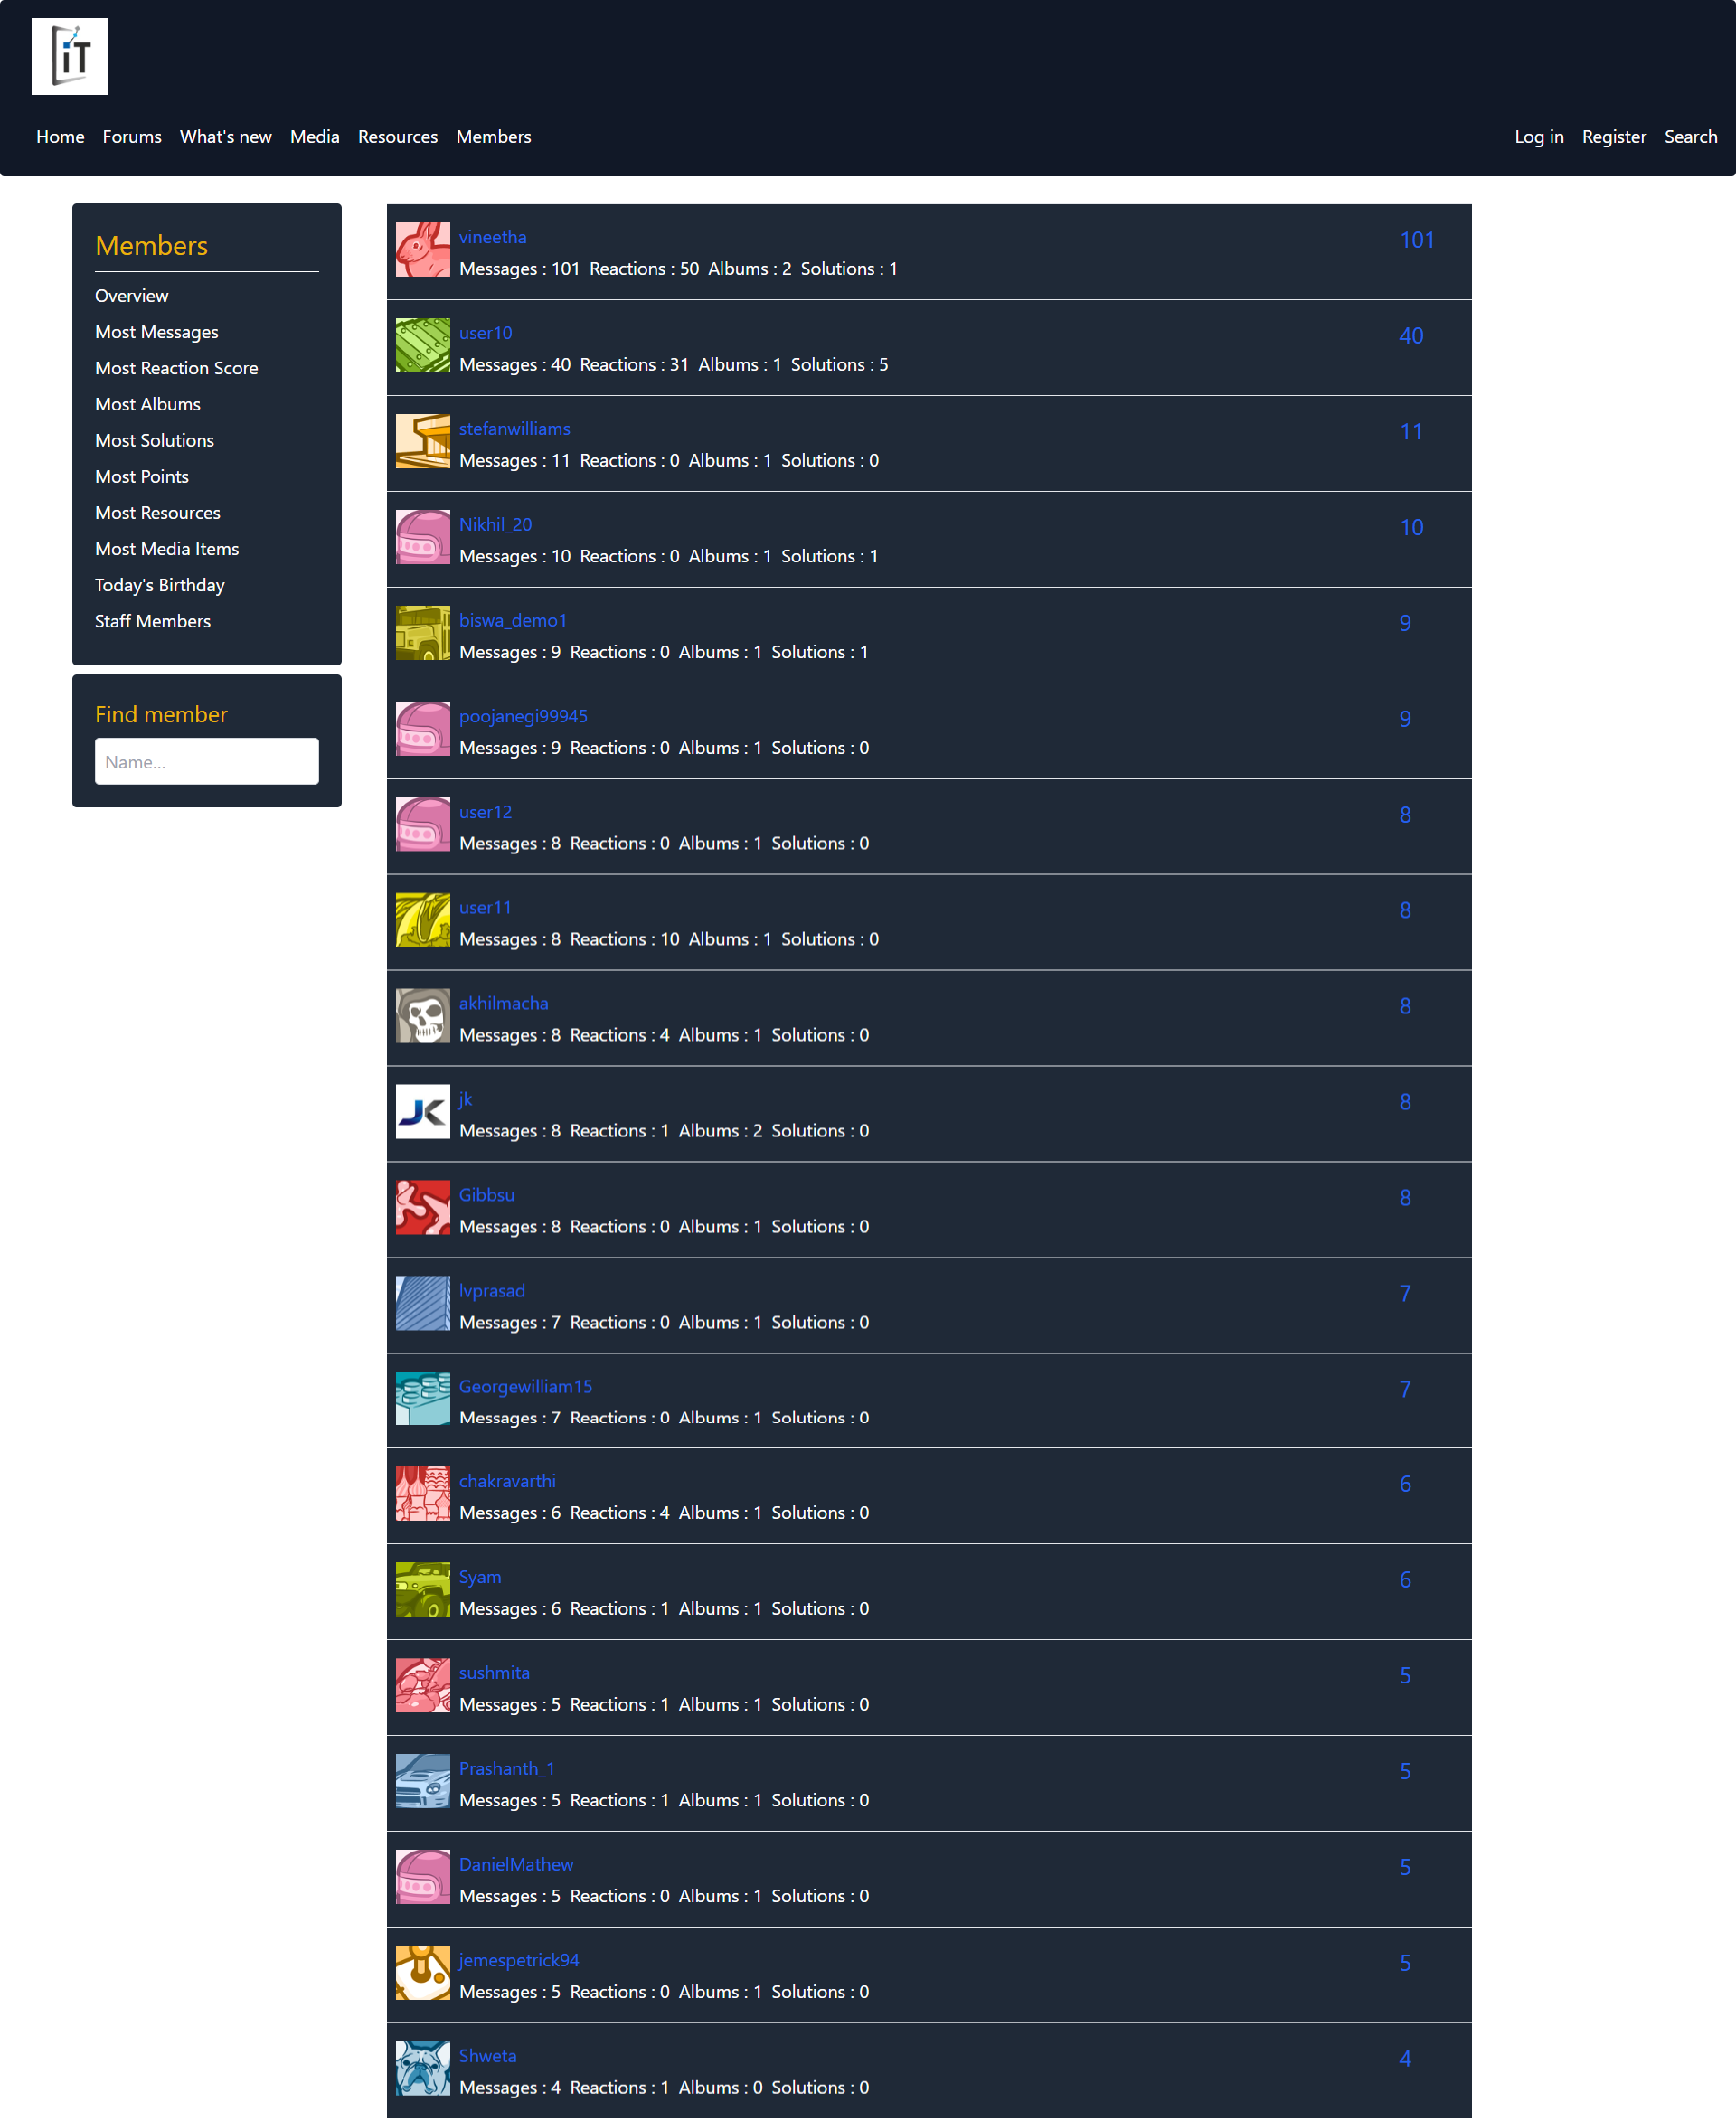 iT
Home Forums What's new Media Resources Members Log in Register Search
Members
Overview
Most Messages
Most Reaction Score
Most Albums
Most Solutions
Most Points
Most Resources
Most Media Items
Today's Birthday
Staff Members
Find member
Name...
vineetha 101
Messages : 101 Reactions : 50 Albums : 2 Solutions : 1
user10 40
Messages : 40 Reactions : 31 Albums : 1 Solutions : 5
stefanwilliams 11
Messages : 11 Reactions : 0 Albums : 1 Solutions : 0
Nikhil_20 10
Messages : 10 Reactions : 0 Albums : 1 Solutions : 1
biswa_demo1 9
Messages : 9 Reactions : 0 Albums : 1 Solutions : 1
poojanegi99945 9
Messages : 9 Reactions : 0 Albums : 1 Solutions : 0
user12 8
Messages : 8 Reactions : 0 Albums : 1 Solutions : 0
user11 8
Messages : 8 Reactions : 10 Albums : 1 Solutions : 0
akhilmacha 8
Messages : 8 Reactions : 4 Albums : 1 Solutions : 0
JK
jk 8
Messages : 8 Reactions : 1 Albums : 2 Solutions : 0
Gibbsu 8
Messages : 8 Reactions : 0 Albums : 1 Solutions : 0
lvprasad 7
Messages : 7 Reactions : 0 Albums : 1 Solutions : 0
Georgewilliam15 7
Messages : 7 Reactions : 0 Albums : 1 Solutions : 0
chakravarthi 6
Messages : 6 Reactions : 4 Albums : 1 Solutions : 0
Syam 6
Messages : 6 Reactions : 1 Albums : 1 Solutions : 0
sushmita 5
Messages : 5 Reactions : 1 Albums : 1 Solutions : 0
Prashanth_1 5
Messages : 5 Reactions : 1 Albums : 1 Solutions : 0
DanielMathew 5
Messages : 5 Reactions : 0 Albums : 1 Solutions : 0
jemespetrick94 5
Messages : 5 Reactions : 0 Albums : 1 Solutions : 0
Shweta 4
Messages : 4 Reactions : 1 Albums : 0 Solutions : 0